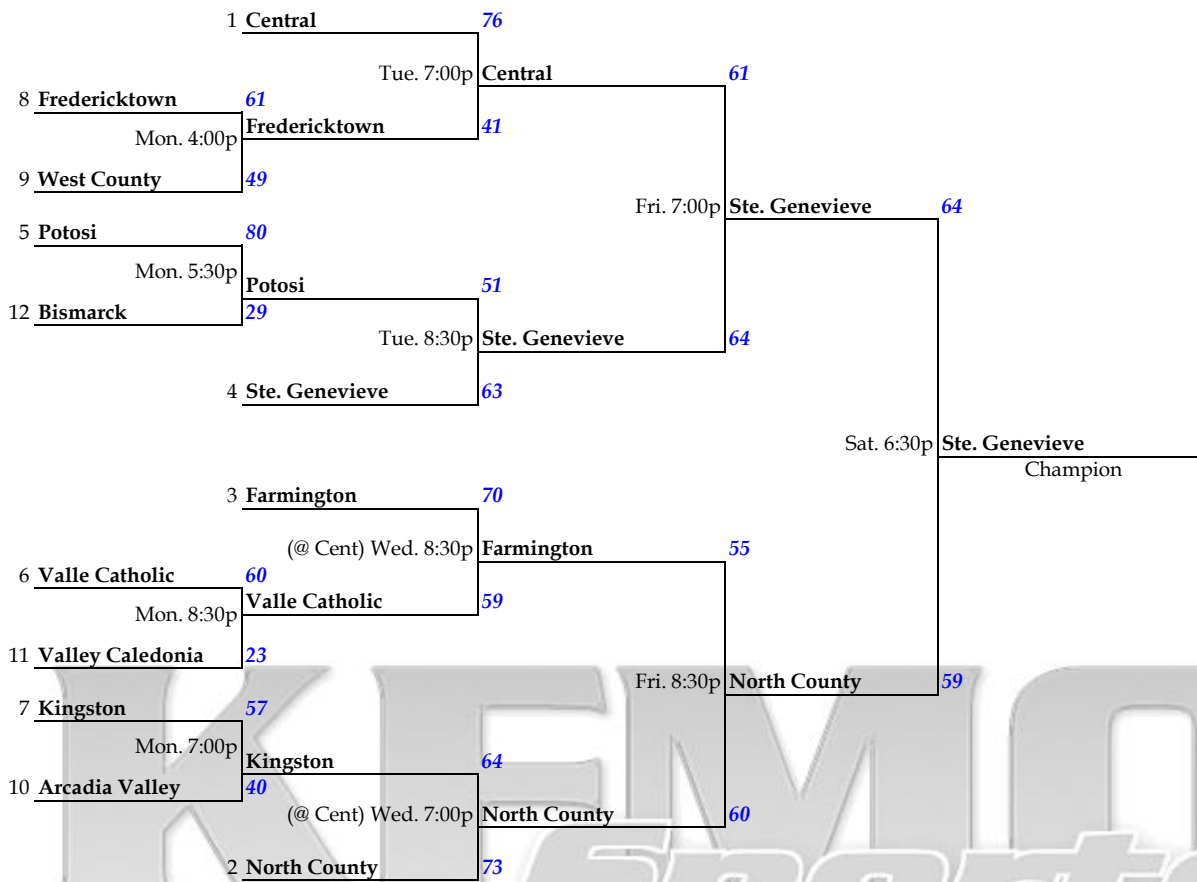 1 Central 76
Tue. 7:00p Central 61
8 Fredericktown 61
Mon. 4:00p Fredericktown 41
9 West County 49
Fri. 7:00p Ste. Genevieve 64
5 Potosi 80
Mon. 5:30p Potosi 51
12 Bismarck 29
Tue. 8:30p Ste. Genevieve 64
4 Ste. Genevieve 63
Sat. 6:30p Ste. Genevieve
Champion
3 Farmington 70
(@ Cent) Wed. 8:30p Farmington 55
6 Valle Catholic 60
Mon. 8:30p Valle Catholic 59
11 Valley Caledonia 23
Fri. 8:30p North County 59
7 Kingston 57
Mon. 7:00p Kingston 64
10 Arcadia Valley 40
(@ Cent) Wed. 7:00p North County 60
2 North County 73
KFMO
Sports